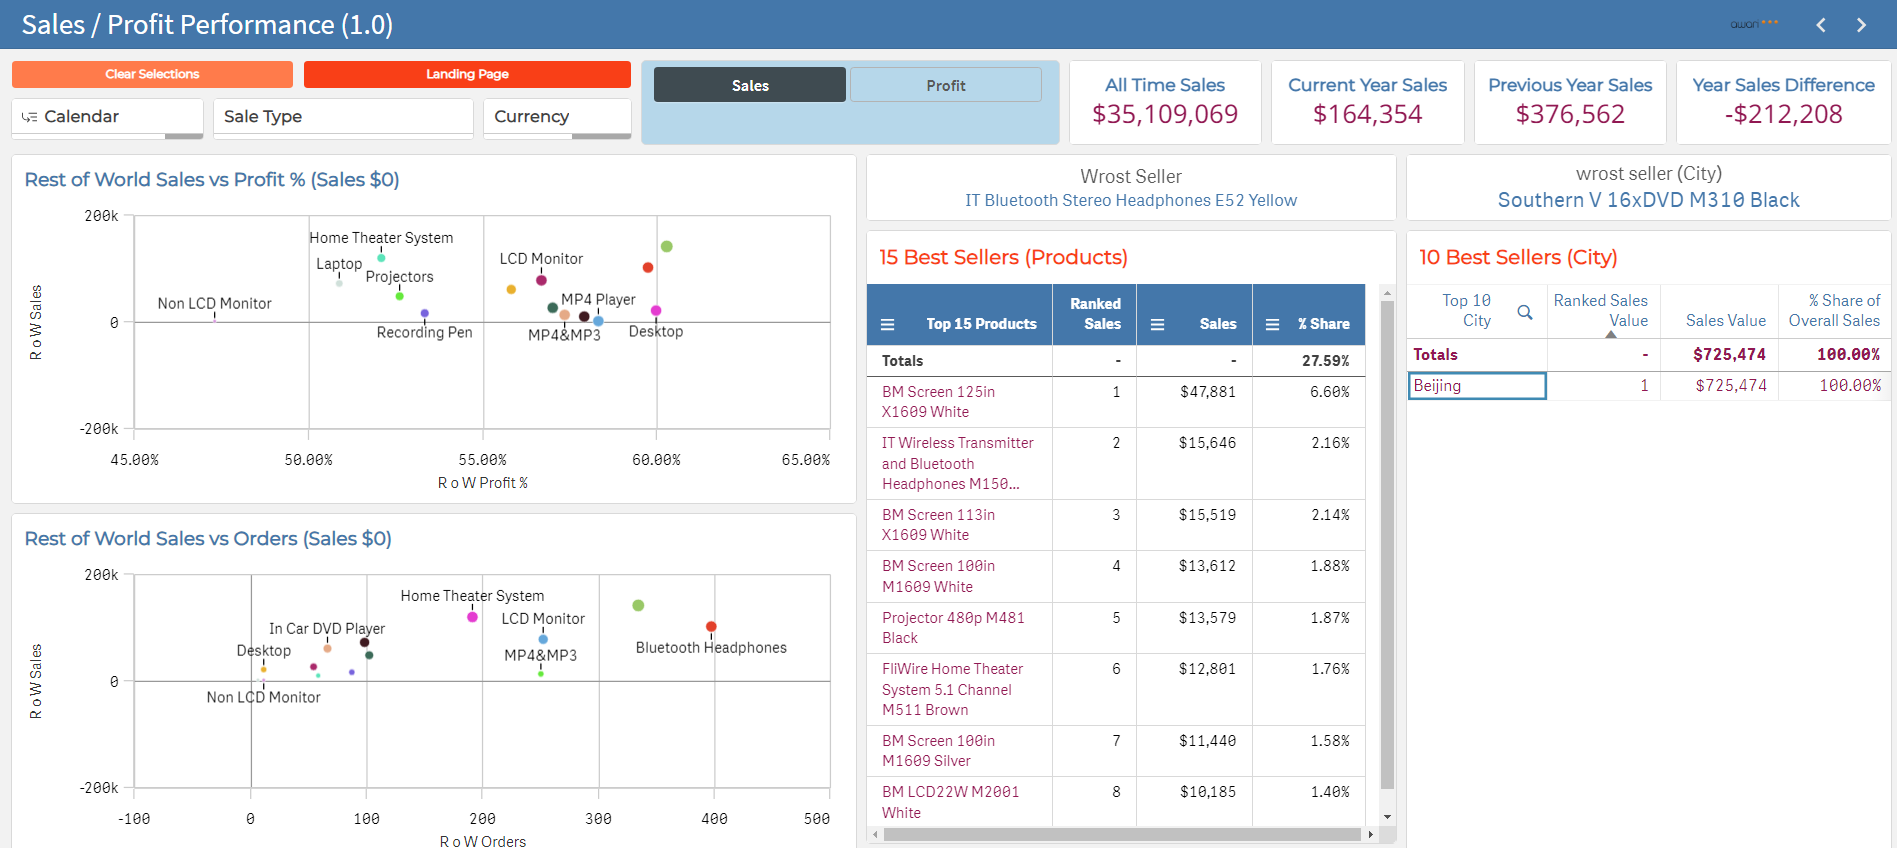 Sales / Profit Performance (1.0)
awan
Clear Selections
Landing Page
Calendar
Sale Type
Currency
Sales
Profit
All Time Sales
$35,109,069
Current Year Sales
$164,354
Previous Year Sales
$376,562
Year Sales Difference
-$212,208
Rest of World Sales vs Profit % (Sales $0)
200k
0
-200k
R o W Sales
Home Theater System
Laptop
Projectors
Non LCD Monitor
Recording Pen
LCD Monitor
MP4 Player
MP4&MP3
Desktop
45.00%
50.00%
55.00%
60.00%
65.00%
R o W Profit %
Rest of World Sales vs Orders (Sales $0)
200k
0
-200k
R o W Sales
Home Theater System
LCD Monitor
In Car DVD Player
Desktop
MP4&MP3
Bluetooth Headphones
Non LCD Monitor
-100
0
100
200
300
400
500
R o W Orders
Wrost Seller
IT Bluetooth Stereo Headphones E52 Yellow
15 Best Sellers (Products)
Top 15 Products
Ranked
Sales
Sales
% Share
Totals - - 27.59%
BM Screen 125in 1 $47,881 6.60%
X1609 White
IT Wireless Transmitter 2 $15,646 2.16%
and Bluetooth
Headphones M150...
BM Screen 113in 3 $15,519 2.14%
X1609 White
BM Screen 100in 4 $13,612 1.88%
M1609 White
Projector 480p M481 5 $13,579 1.87%
Black
FliWire Home Theater 6 $12,801 1.76%
System 5.1 Channel
M511 Brown
BM Screen 100in 7 $11,440 1.58%
M1609 Silver
BM LCD22W M2001 8 $10,185 1.40%
White
wrost seller (City)
Southern V 16xDVD M310 Black
10 Best Sellers (City)
Top 10
City
Ranked Sales
Value
Sales Value
% Share of
Overall Sales
Totals - $725,474 100.00%
Beijing 1 $725,474 100.00%